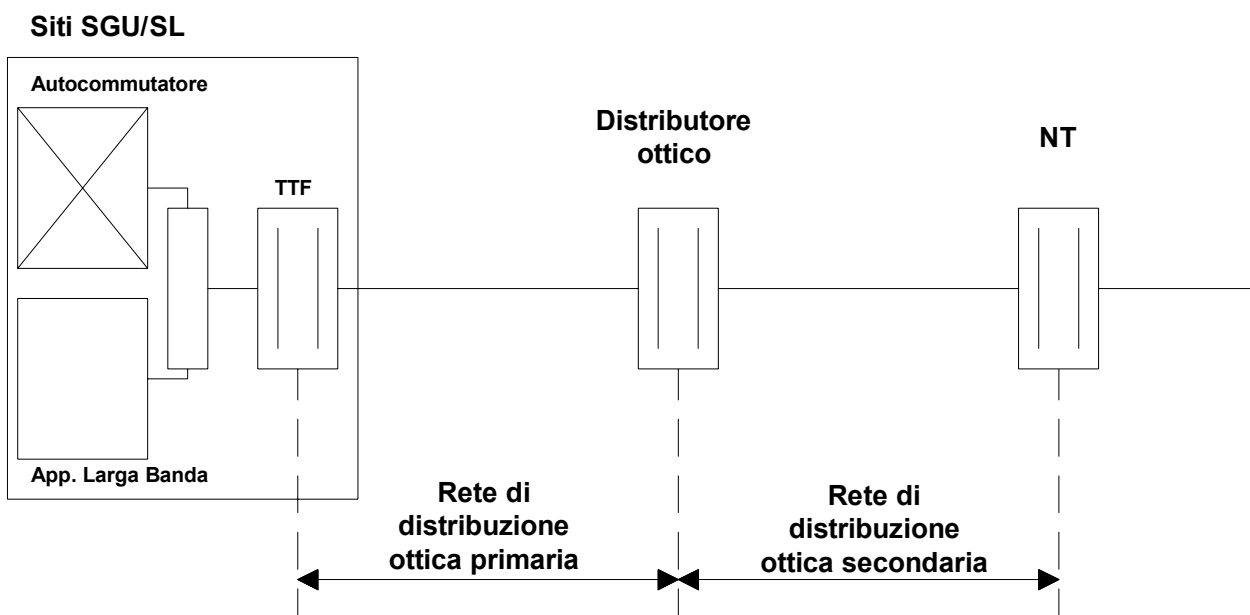 Siti SGU/SL
Autocommutatore
TTF
Distributore
ottico
NT
App. Larga Banda
Rete di
distribuzione
ottica primaria
Rete di
distribuzione
ottica secondaria